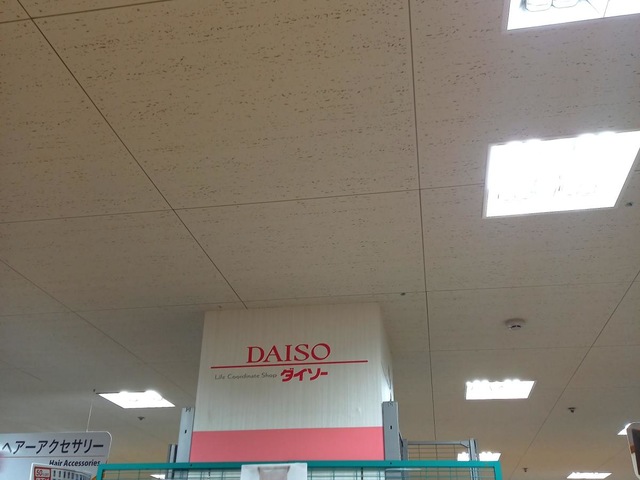 DAISO
Life Coordinate Shop ダイソー
ヘアーアクセサリー
Hair Accessories